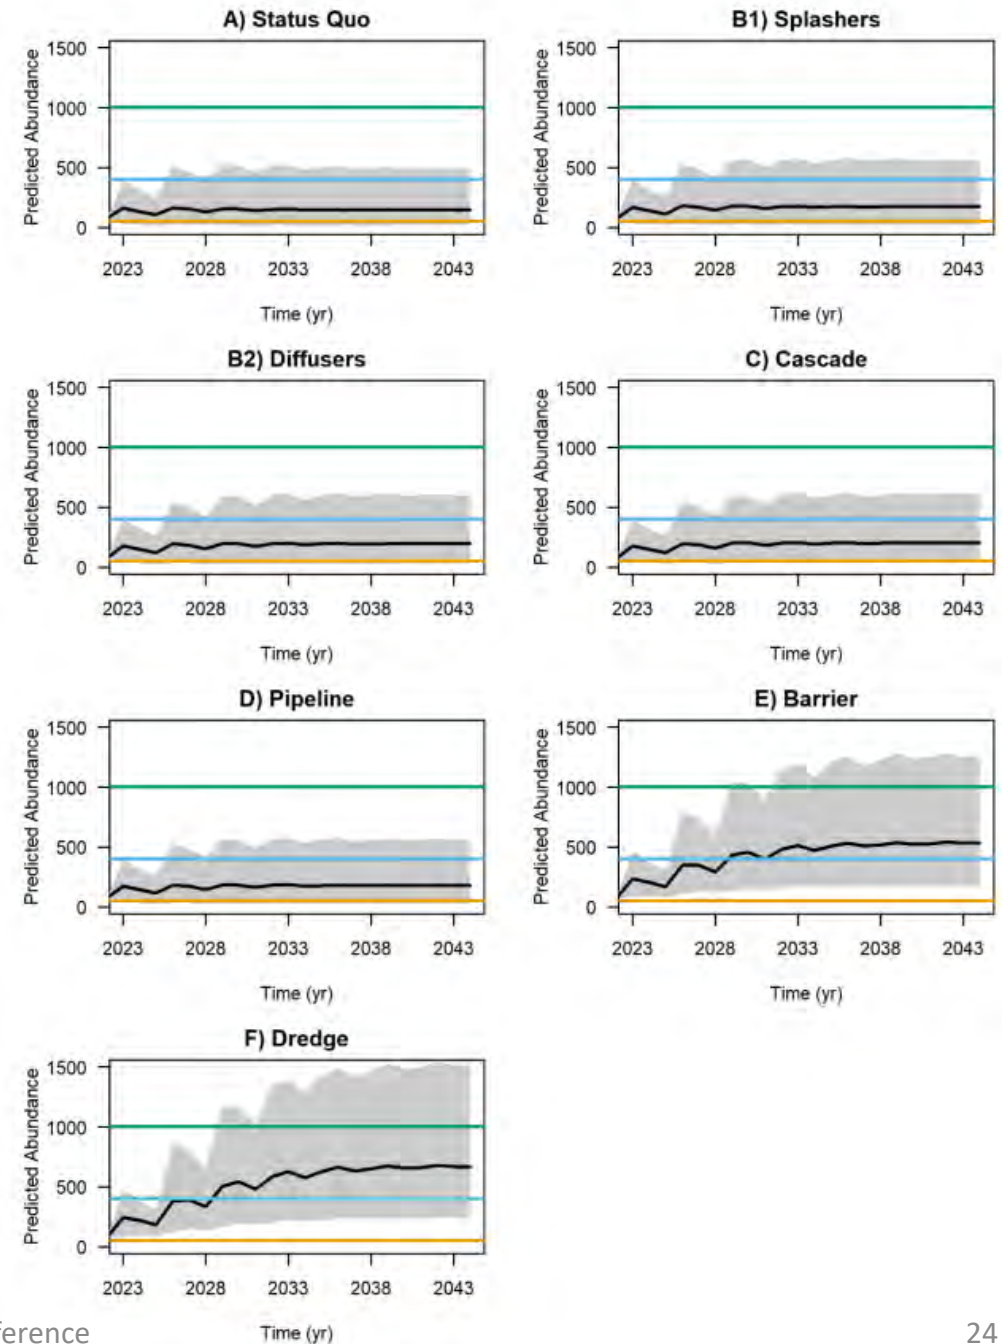 A) Status Quo
Predicted Abundance
1500
1000
500
0
2023 2028 2033 2038 2043
Time (yr)
B1) Splashers
Predicted Abundance
1500
1000
500
0
2023 2028 2033 2038 2043
Time (yr)
B2) Diffusers
Predicted Abundance
1500
1000
500
0
2023 2028 2033 2038 2043
Time (yr)
C) Cascade
Predicted Abundance
1500
1000
500
0
2023 2028 2033 2038 2043
Time (yr)
D) Pipeline
Predicted Abundance
1500
1000
500
0
2023 2028 2033 2038 2043
Time (yr)
E) Barrier
Predicted Abundance
1500
1000
500
0
2023 2028 2033 2038 2043
Time (yr)
F) Dredge
Predicted Abundance
1500
1000
500
0
2023 2028 2033 2038 2043
Time (yr)
24